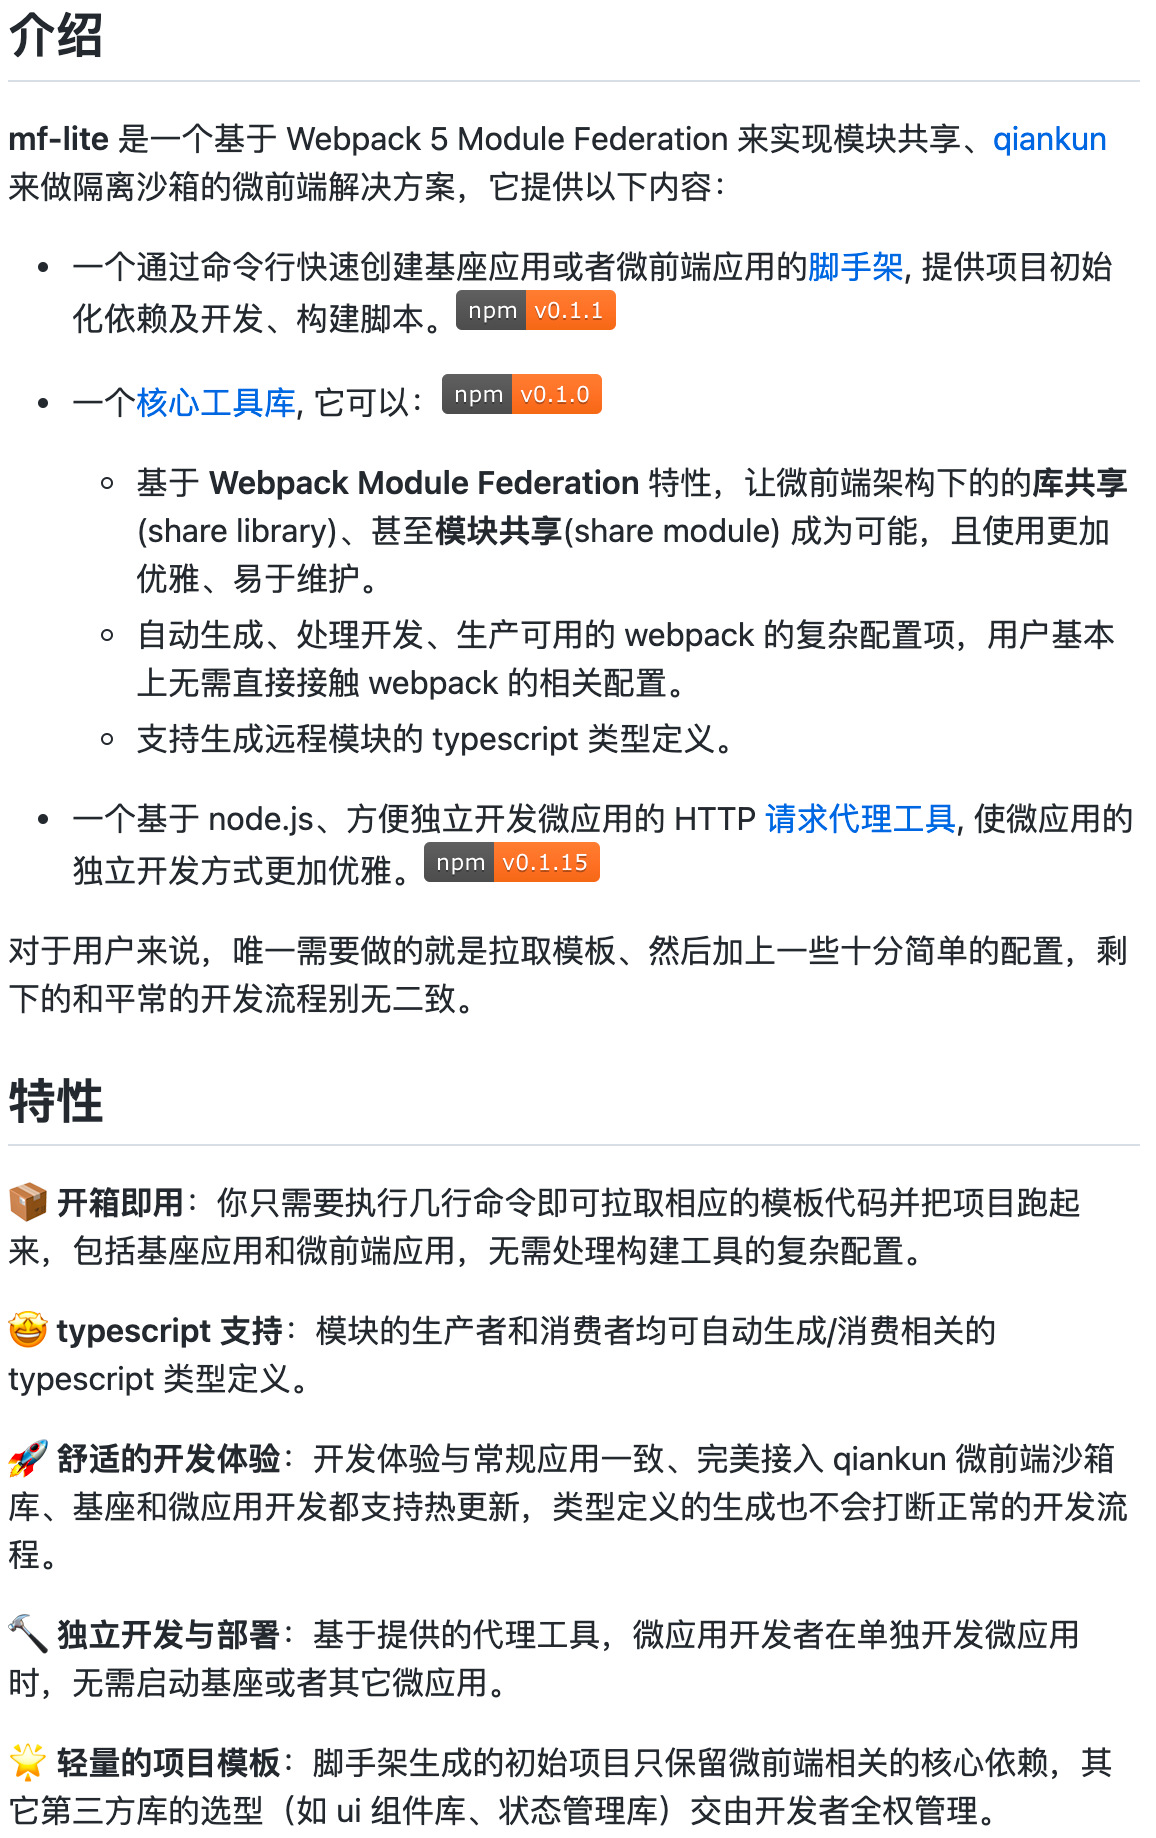 介绍
mf-lite 是一个基于 Webpack 5 Module Federation 来实现模块共享、qiankun
来做隔离沙箱的微前端解决方案，它提供以下内容：
一个通过命令行快速创建基座应用或者微前端应用的脚手架, 提供项目初始
化依赖及开发、构建脚本。 npm v0.1.1
一个核心工具库, 它可以： npm v0.1.0
基于 Webpack Module Federation 特性，让微前端架构下的的库共享
(share library)、甚至模块共享(share module) 成为可能，且使用更加
优雅、易于维护。
自动生成、处理开发、生产可用的 webpack 的复杂配置项，用户基本
上无需直接接触 webpack 的相关配置。
支持生成远程模块的 typescript 类型定义。
一个基于 node.js、方便独立开发微应用的 HTTP 请求代理工具, 使微应用的
独立开发方式更加优雅。 npm v0.1.15
对于用户来说，唯一需要做的就是拉取模板、然后加上一些十分简单的配置，剩
下的和平常的开发流程别无二致。
特性
📦 开箱即用：你只需要执行几行命令即可拉取相应的模板代码并把项目跑起
来，包括基座应用和微前端应用，无需处理构建工具的复杂配置。
🤩 typescript 支持：模块的生产者和消费者均可自动生成/消费相关的
typescript 类型定义。
🚀 舒适的开发体验：开发体验与常规应用一致、完美接入 qiankun 微前端沙箱
库、基座和微应用开发都支持热更新，类型定义的生成也不会打断正常的开发流
程。
🔨 独立开发与部署：基于提供的代理工具，微应用开发者在单独开发微应用
时，无需启动基座或者其它微应用。
🌟 轻量的项目模板：脚手架生成的初始项目只保留微前端相关的核心依赖，其
它第三方库的选型（如 ui 组件库、状态管理库）交由开发者全权管理。